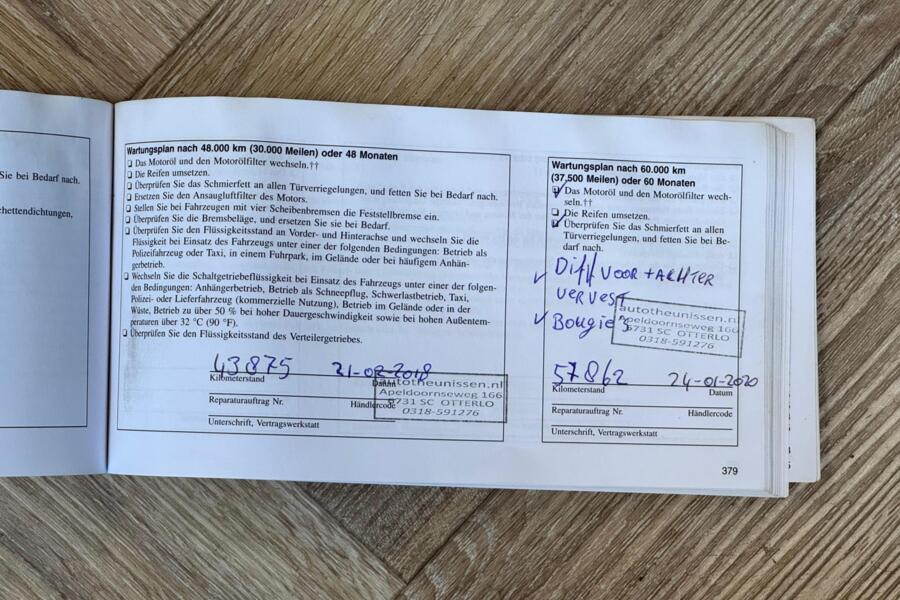 Sie bei Bedarf nach.
chettendichtungen,
Wartungsplan nach 48.000 km (30.000 Meilen) oder 48 Monaten
❏ Das Motoröl und den Motorölfilter wechseln.††
❏ Die Reifen umsetzen.
❏ Überprüfen Sie das Schmierfett an allen Türverriegelungen, und fetten Sie bei Bedarf nach.
❏ Ersetzen Sie den Ansaugluftfilter des Motors.
❏ Stellen Sie bei Fahrzeugen mit vier Scheibenbremsen die Feststellbremse ein.
❏ Überprüfen Sie die Bremsbeläge, und ersetzen Sie sie bei Bedarf.
❏ Überprüfen Sie den Flüssigkeitsstand an Vorder- und Hinterachse und wechseln Sie die
Flüssigkeit bei Einsatz des Fahrzeugs unter einer der folgenden Bedingungen: Betrieb als
Polizeifahrzeug oder Taxi, in einem Fuhrpark, im Gelände oder bei häufigem Anhän-
gerbetrieb.
❏ Wechseln Sie die Schaltgetriebeflüssigkeit bei Einsatz des Fahrzeugs unter einer der folgen-
den Bedingungen: Anhängerbetrieb, Betrieb als Schneepflug, Schwerlastbetrieb, Taxi,
Polizei- oder Lieferfahrzeug (kommerzielle Nutzung), Betrieb im Gelände oder in der
Wüste, Betrieb zu über 50 % bei hoher Dauergeschwindigkeit sowie bei hohen Außentem-
peraturen über 32 °C (90 °F).
❏ Überprüfen Sie den Flüssigkeitsstand des Verteilergetriebes.
43875 21-02-2018
Kilometerstand Datum
autotheunissen.nl
Apeldoornseweg 166
6731 SC OTTERLO
0318-591276
Reparaturauftrag Nr. Händlercode
Unterschrift, Vertragswerkstatt
Wartungsplan nach 60.000 km
(37,500 Meilen) oder 60 Monaten
❏ Das Motoröl und den Motorölfilter wech-
seln.††
❏ Die Reifen umsetzen.
❏ Überprüfen Sie das Schmierfett an allen
Türverriegelungen, und fetten Sie bei Be-
darf nach.
✓ Diff VOOR + ACHTER
VERVERST
✓ Bougies
autotheunissen.nl
Apeldoornseweg 166
6731 SC OTTERLO
0318-591276
57862 24-01-2020
Kilometerstand Datum
Reparaturauftrag Nr. Händlercode
Unterschrift, Vertragswerkstatt
379